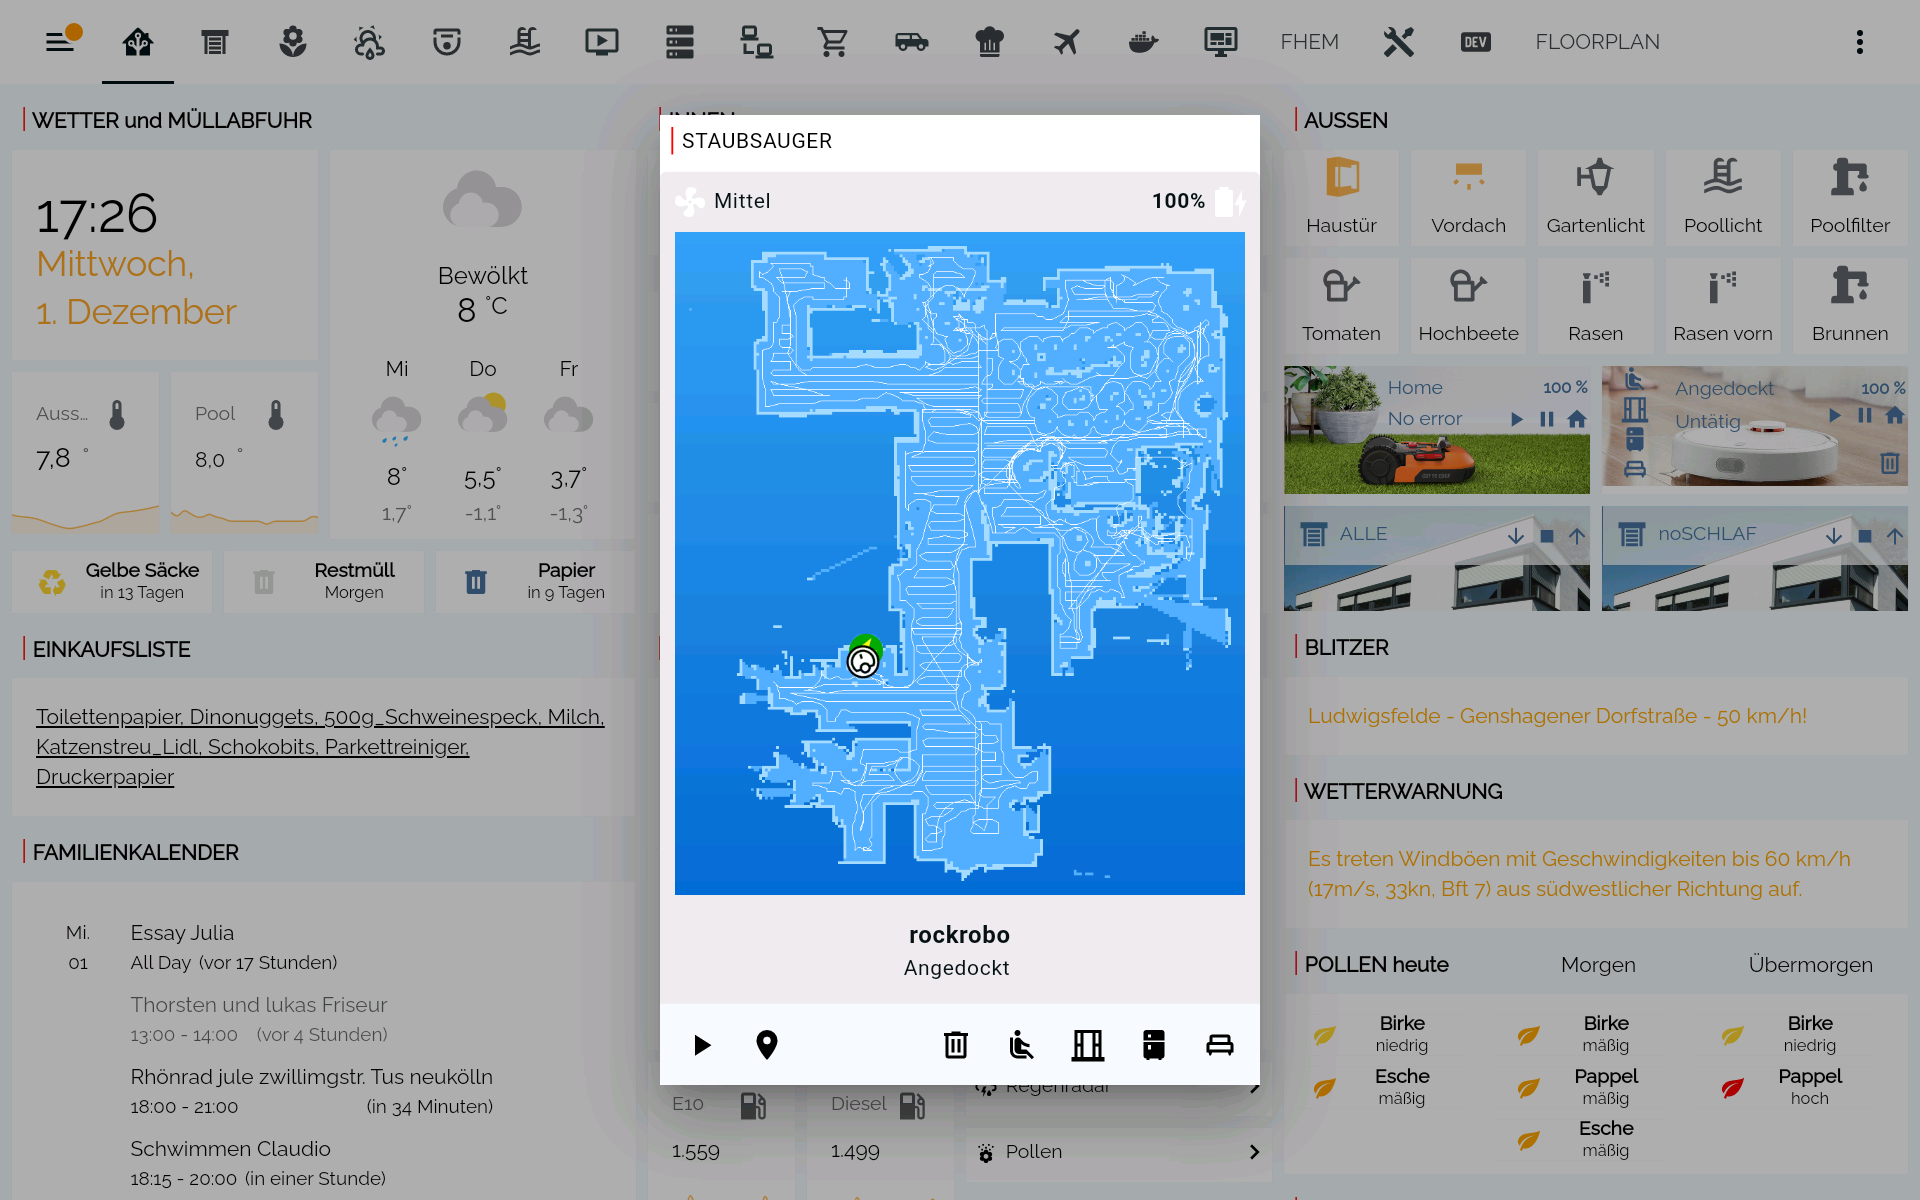 DEV
FHEM
FLOORPLAN
WETTER und MÜLLABFUHR
17:26
Mittwoch,
1. Dezember
Bewölkt
8 °C
Mi Do Fr
8° 5,5° 3,7°
1,7° -1,1° -1,3°
Auss...
7,8 °
Pool
8,0 °
Gelbe Säcke
in 13 Tagen
Restmüll
Morgen
Papier
in 9 Tagen
EINKAUFSLISTE
Toilettenpapier, Dinonuggets, 500g_Schweinespeck, Milch,
Katzenstreu_Lidl, Schokobits, Parkettreiniger,
Druckerpapier
FAMILIENKALENDER
Mi.
01
Essay Julia
All Day (vor 17 Stunden)
Thorsten und lukas Friseur
13:00 - 14:00 (vor 4 Stunden)
Rhönrad jule zwillimgstr. Tus neukölln
18:00 - 21:00 (in 34 Minuten)
Schwimmen Claudio
18:15 - 20:00 (in einer Stunde)
INNEN
STAUBSAUGER
Mittel
100%
rockrobo
Angedockt
E10
1.559
Diesel
1.499
Regenradar
Pollen
AUSSEN
Haustür
Vordach
Gartenlicht
Poollicht
Poolfilter
Tomaten
Hochbeete
Rasen
Rasen vorn
Brunnen
Home 100 %
No error
Angedockt 100 %
Untätig
ALLE
noSCHLAF
BLITZER
Ludwigsfelde - Genshagener Dorfstraße - 50 km/h!
WETTERWARNUNG
Es treten Windböen mit Geschwindigkeiten bis 60 km/h
(17m/s, 33kn, Bft 7) aus südwestlicher Richtung auf.
POLLEN heute Morgen Übermorgen
Birke
niedrig
Birke
mäßig
Birke
niedrig
Esche
mäßig
Pappel
mäßig
Pappel
hoch
Esche
mäßig